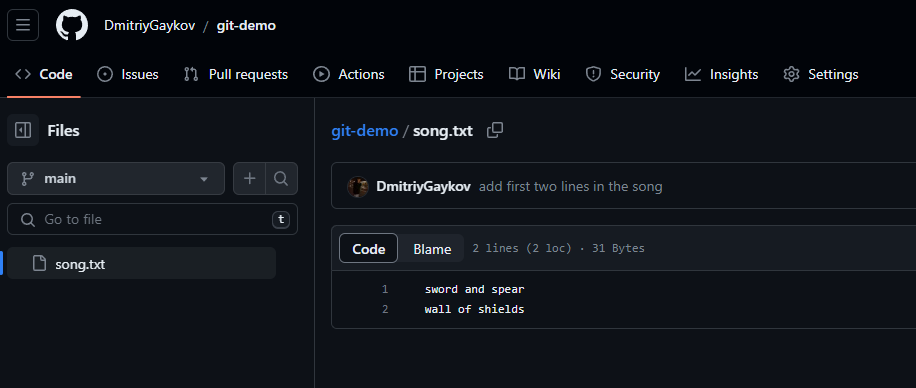 DmitriyGaykov / git-demo
Code Issues Pull requests Actions Projects Wiki Security Insights Settings
Files
main
Go to file t
song.txt
git-demo / song.txt
DmitriyGaykov add first two lines in the song
Code Blame 2 lines (2 loc) · 31 Bytes
1 sword and spear
2 wall of shields